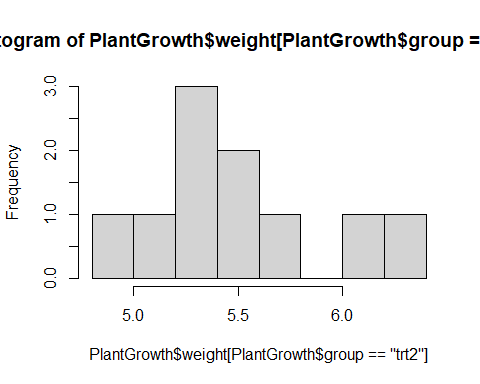 togram of PlantGrowth$weight[PlantGrowth$group =
Frequency
3.0
2.0
1.0
0.0
5.0 5.5 6.0
PlantGrowth$weight[PlantGrowth$group == "trt2"]